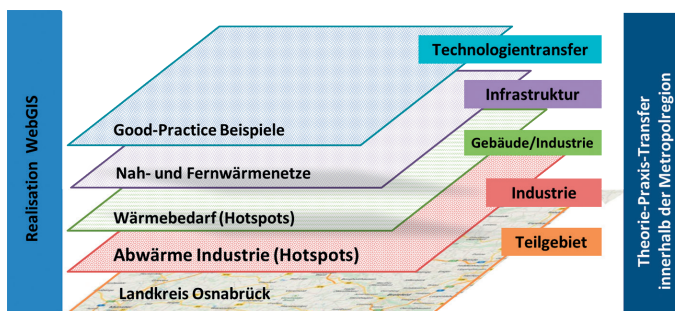 Realisation WebGIS
Technologientransfer
Good-Practice Beispiele
Infrastruktur
Nah- und Fernwärmenetze
Gebäude/Industrie
Wärmebedarf (Hotspots)
Industrie
Abwärme Industrie (Hotspots)
Teilgebiet
Landkreis Osnabrück
Theorie-Praxis-Transfer
innerhalb der Metropolregion